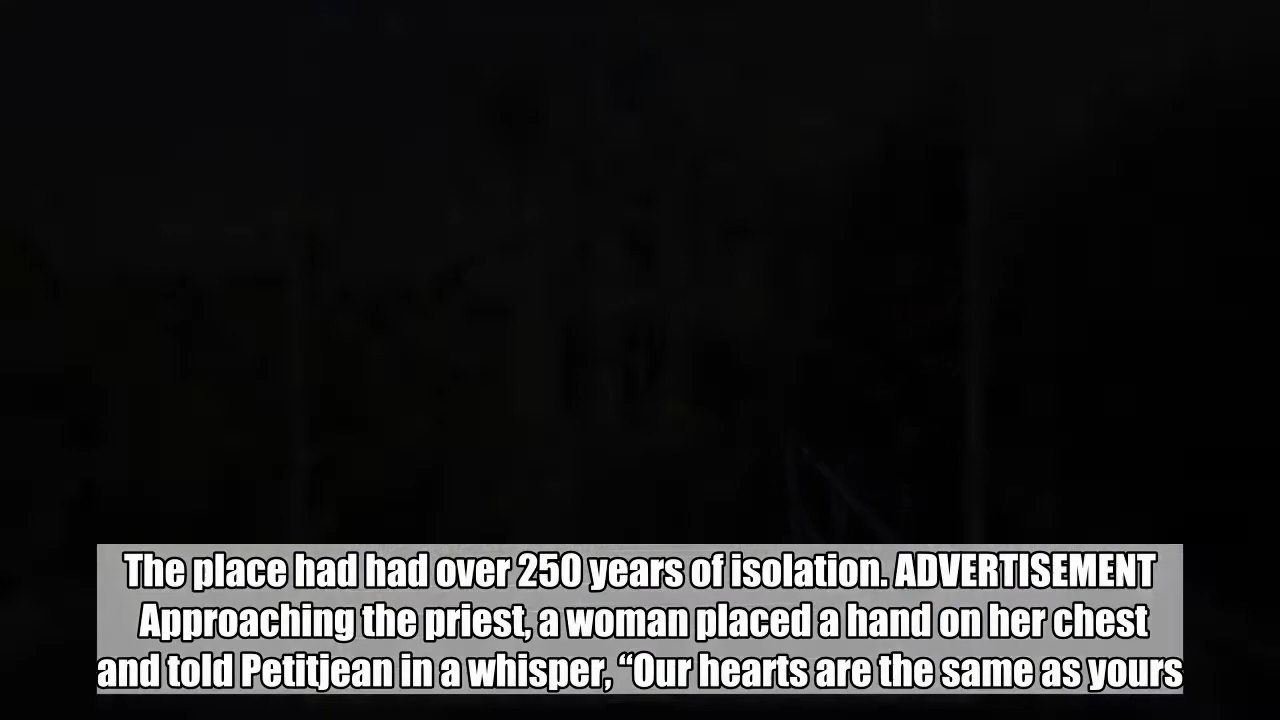 The place had had over 250 years of isolation. ADVERTISEMENT
Approaching the priest, a woman placed a hand on her chest
and told Petitjean in a whisper, “Our hearts are the same as yours